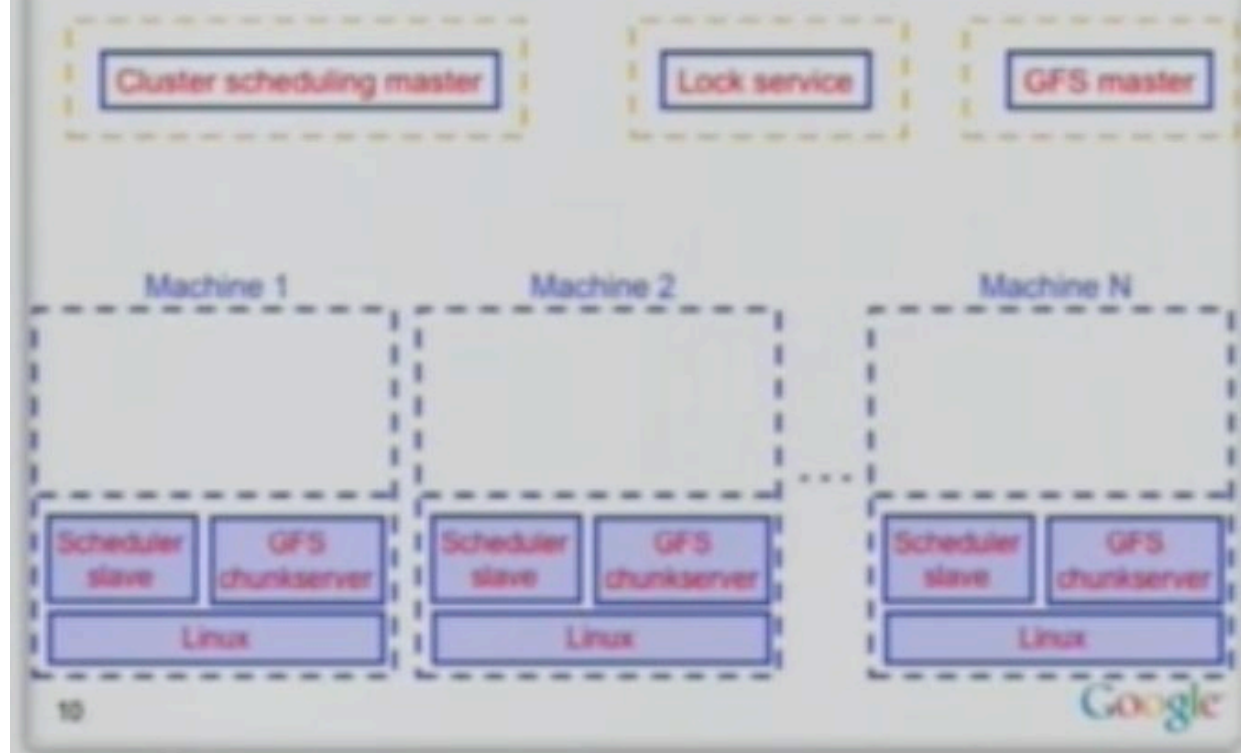 Cluster scheduling master
Lock service
GFS master
Machine 1
Machine 2
Machine N
Scheduler slave
GFS chunkserver
Scheduler slave
GFS chunkserver
...
Scheduler slave
GFS chunkserver
Linux
Linux
Linux
10
Google